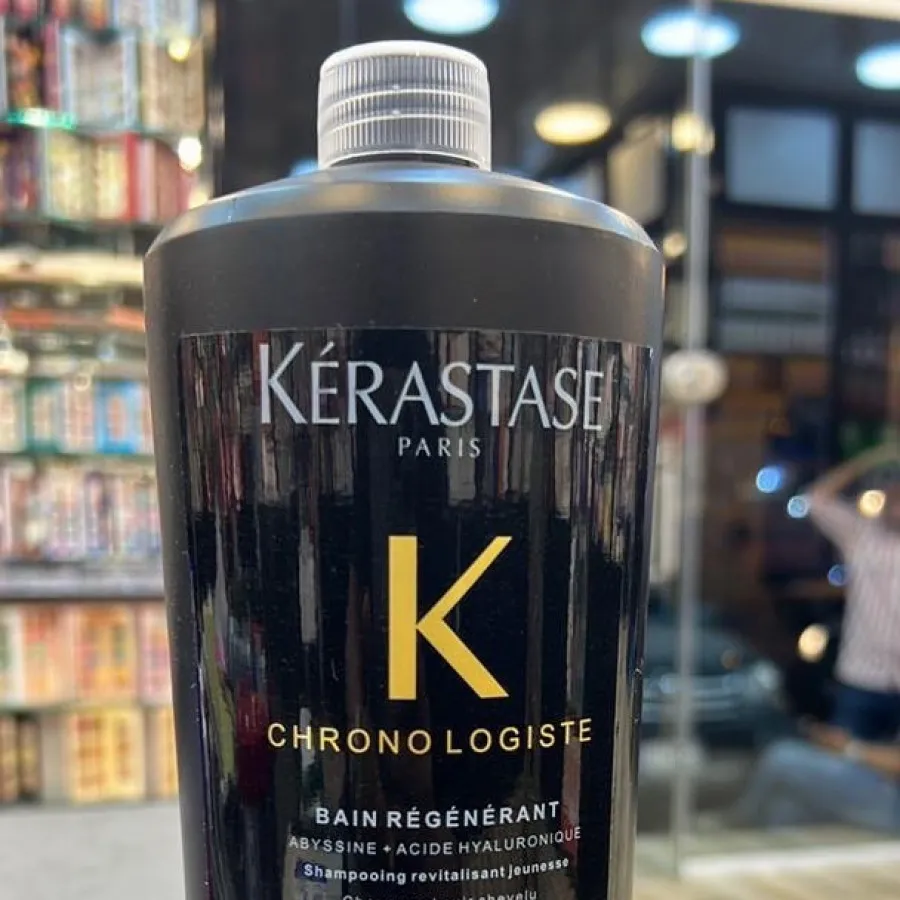 KÉRASTASE
PARIS
K
CHRONOLOGISTE
BAIN RÉGÉNÉRANT
ABYSSINE + ACIDE HYALURONIQUE
Shampooing revitalisant jeunesse